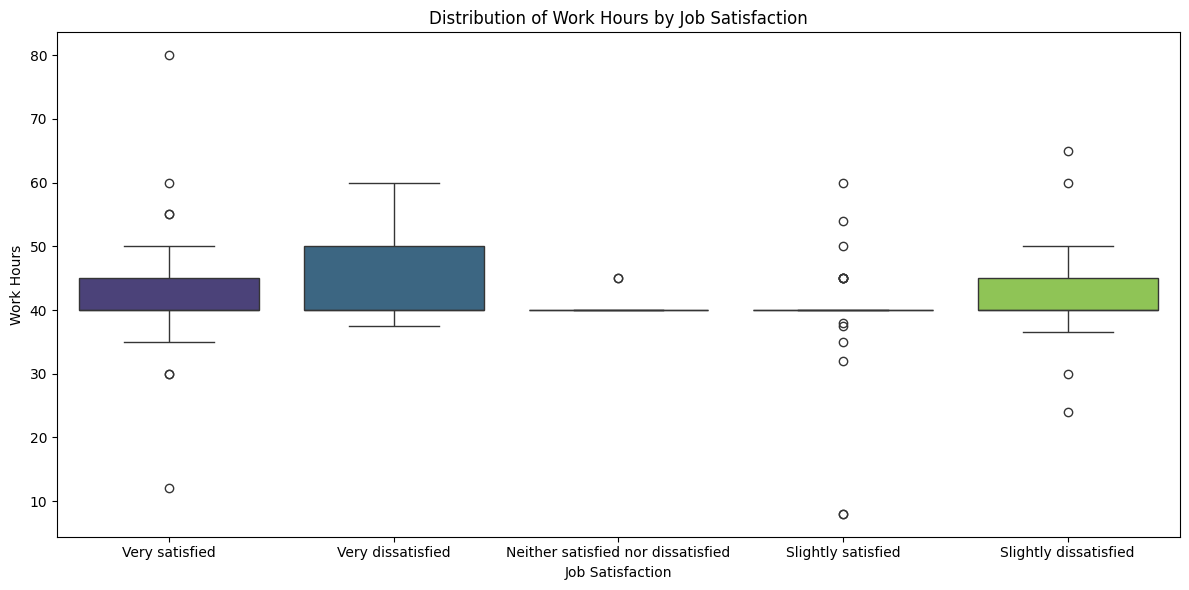 Distribution of Work Hours by Job Satisfaction
Work Hours
80
70
60
50
40
30
20
10
Very satisfied
Very dissatisfied
Neither satisfied nor dissatisfied
Slightly satisfied
Slightly dissatisfied
Job Satisfaction